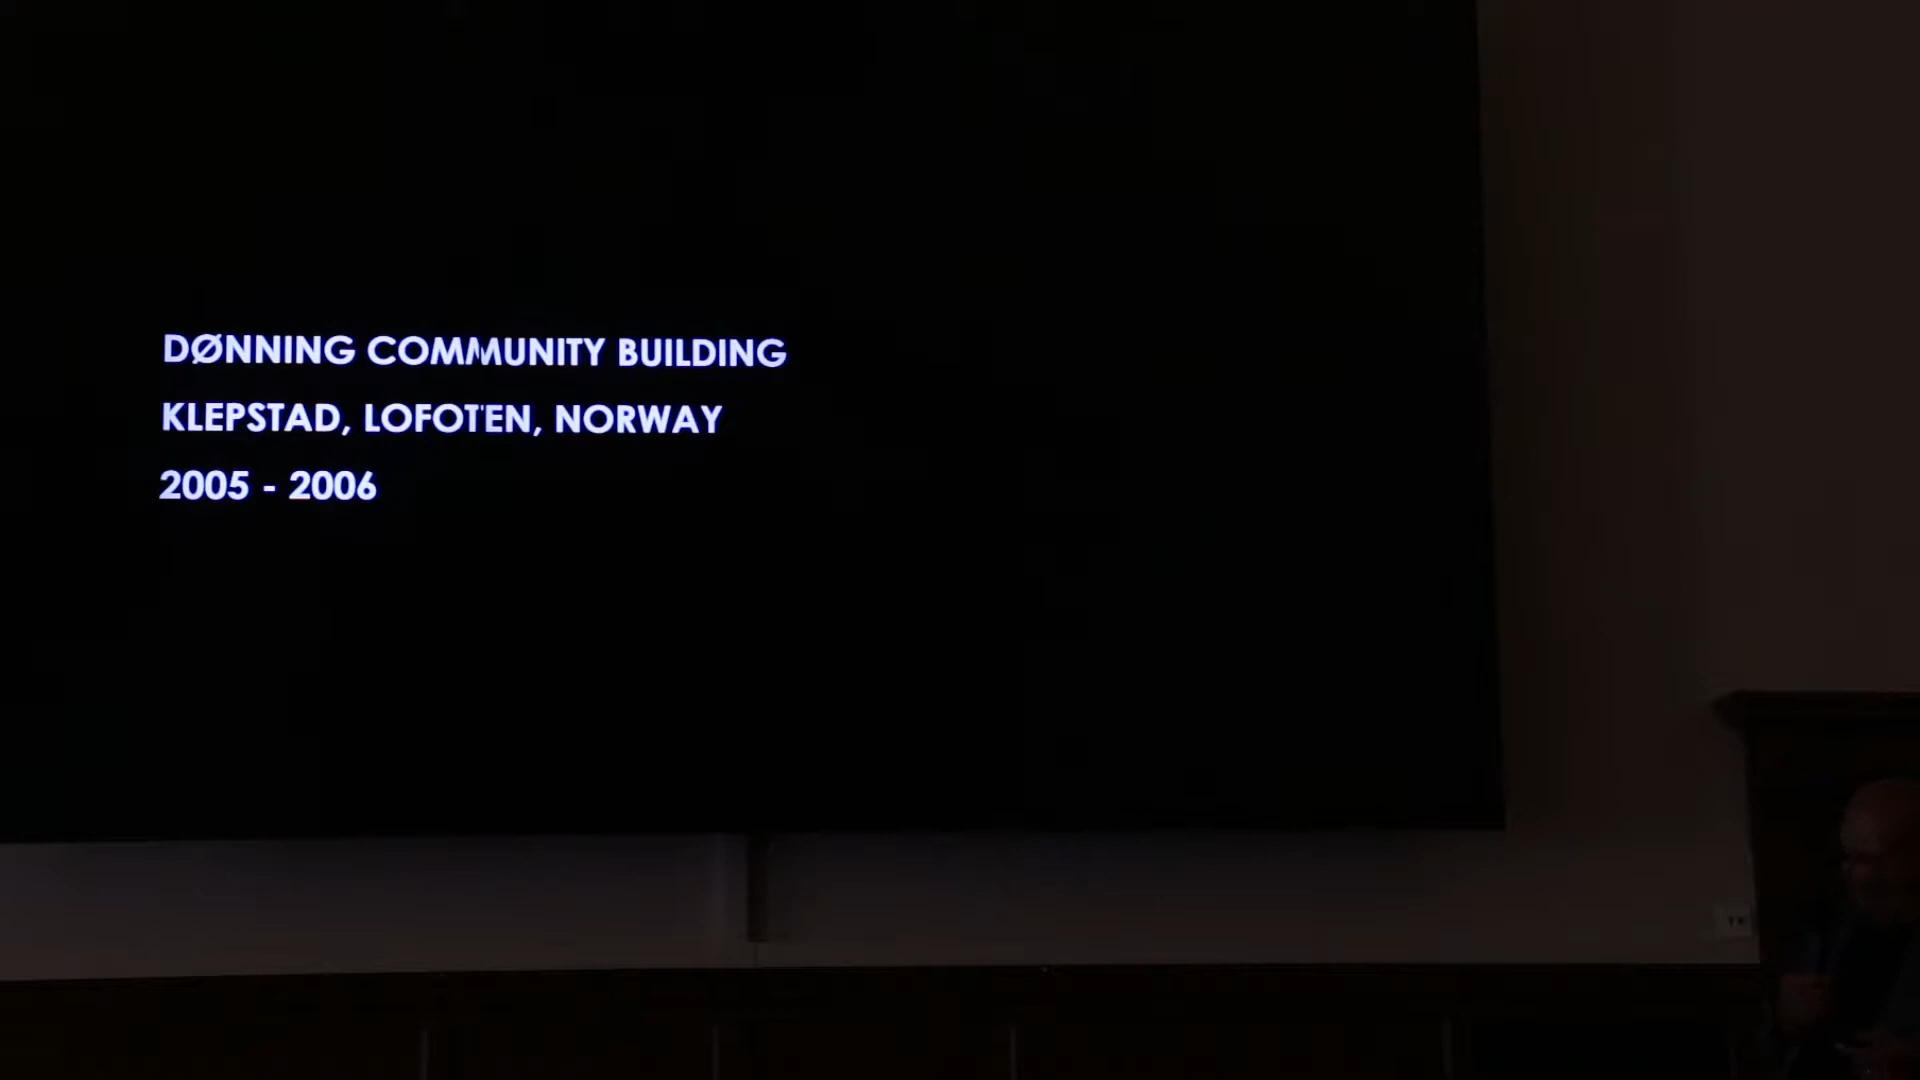 DØNNING COMMUNITY BUILDING
KLEPSTAD, LOFOTEN, NORWAY
2005 - 2006